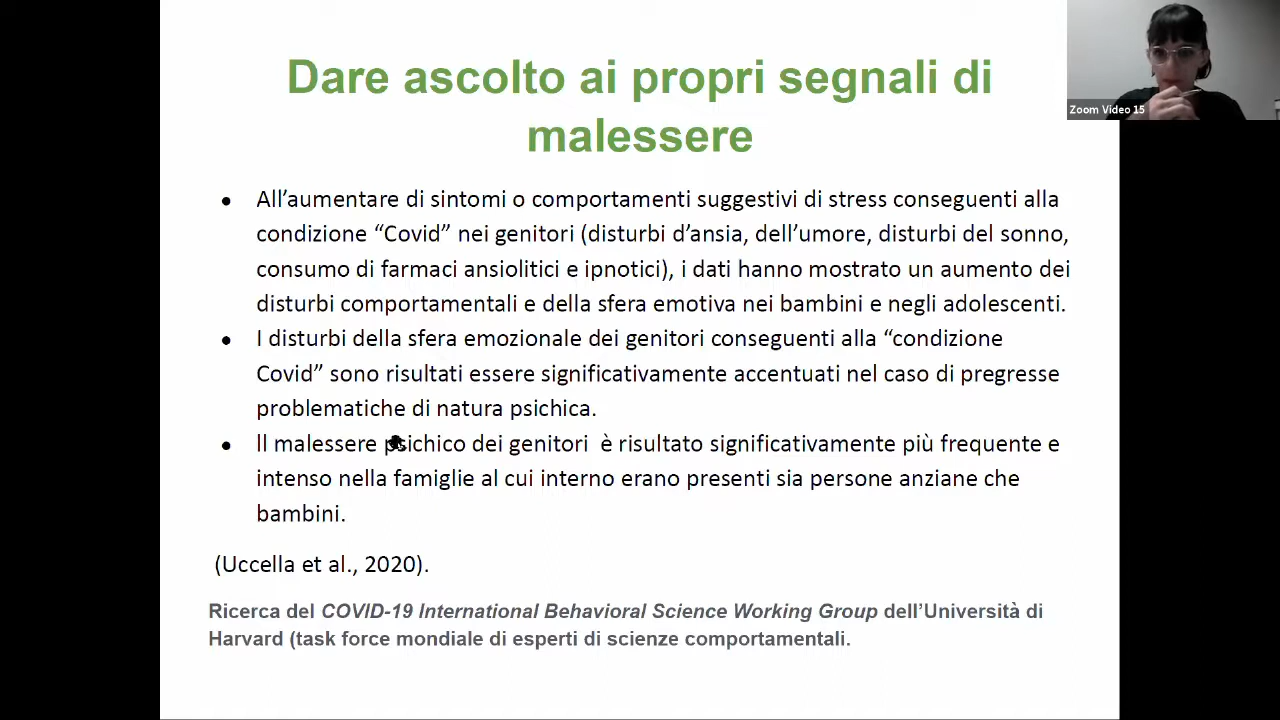 Dare ascolto ai propri segnali di
malessere
Zoom Video 15
● All’aumentare di sintomi o comportamenti suggestivi di stress conseguenti alla
condizione “Covid” nei genitori (disturbi d’ansia, dell’umore, disturbi del sonno,
consumo di farmaci ansiolitici e ipnotici), i dati hanno mostrato un aumento dei
disturbi comportamentali e della sfera emotiva nei bambini e negli adolescenti.
● I disturbi della sfera emozionale dei genitori conseguenti alla “condizione
Covid” sono risultati essere significativamente accentuati nel caso di pregresse
problematiche di natura psichica.
● ll malessere psichico dei genitori è risultato significativamente più frequente e
intenso nella famiglie al cui interno erano presenti sia persone anziane che
bambini.
(Uccella et al., 2020).
Ricerca del COVID-19 International Behavioral Science Working Group dell’Università di
Harvard (task force mondiale di esperti di scienze comportamentali.